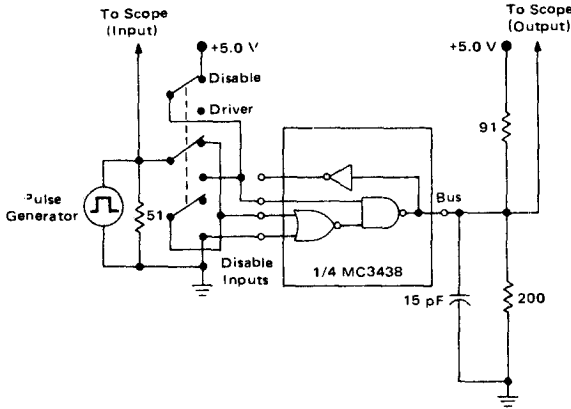 To Scope
(Input)
To Scope
(Output)
+5.0 V
+5.0 V
Disable
Driver
91
Pulse
Generator
51
Bus
Disable
Inputs
1/4 MC3438
15 pF
200